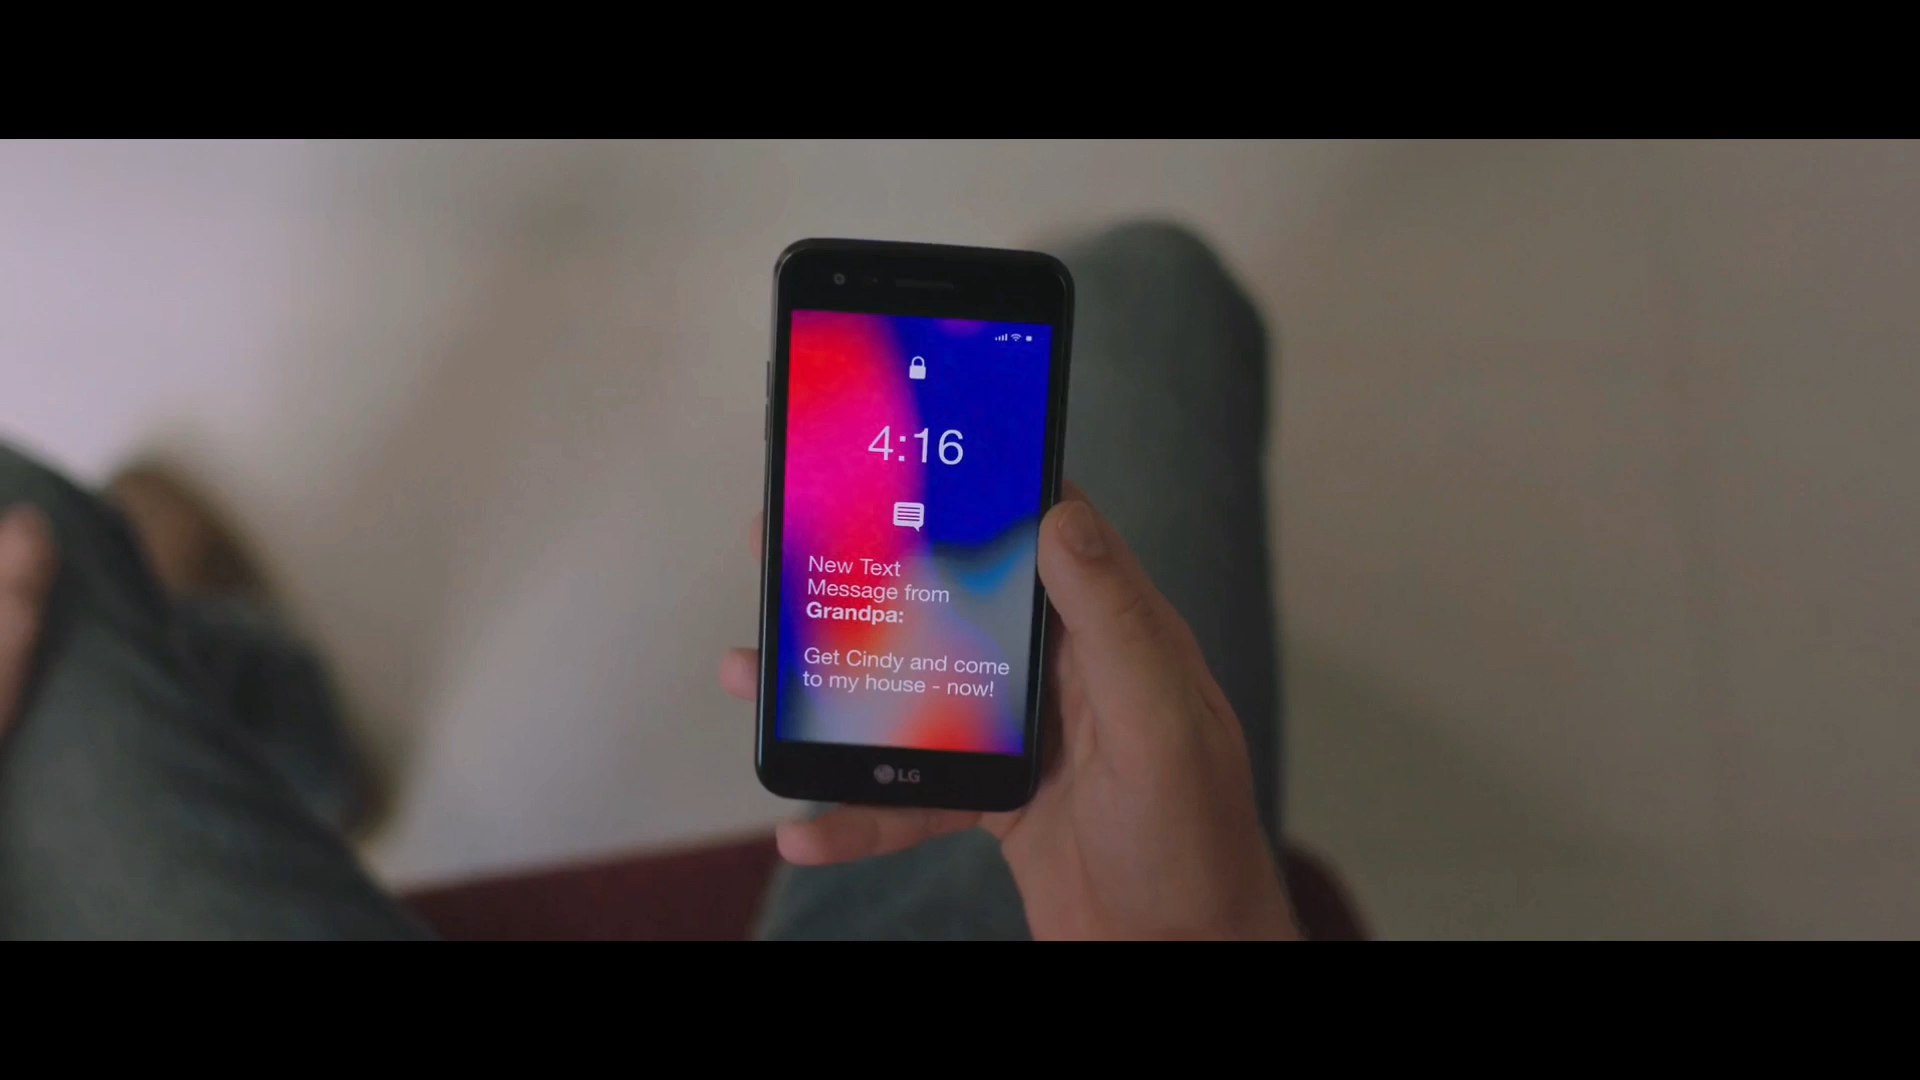 4:16
New Text
Message from
Grandpa:
Get Cindy and come
to my house - now!
LG